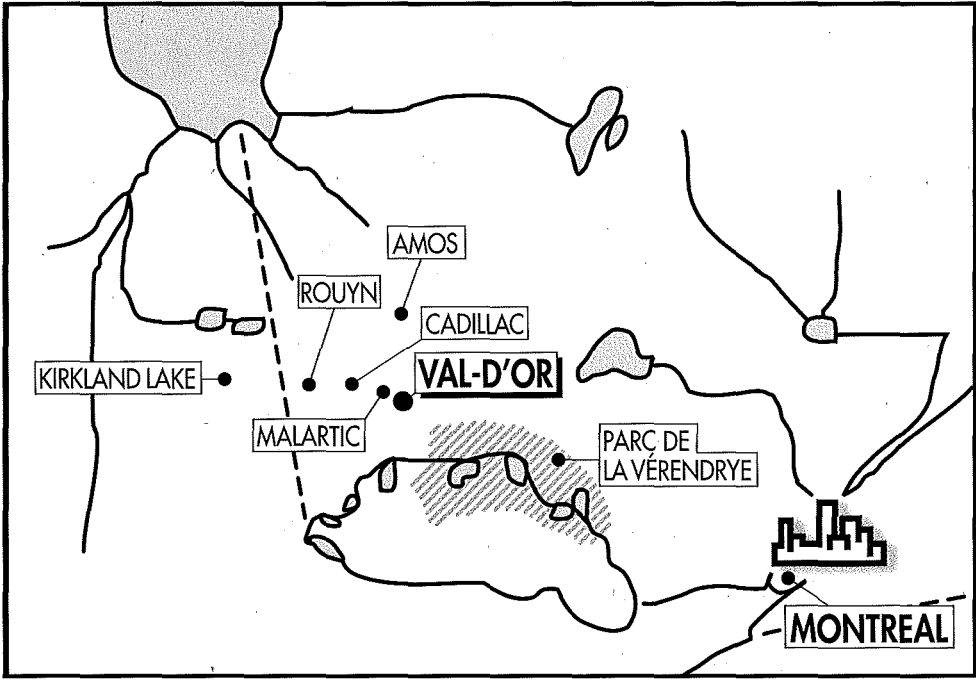 AMOS
ROUYN
CADILLAC
KIRKLAND LAKE
VAL-D'OR
MALARTIC
PARC DE
LA VÉRENDRYE
MONTREAL